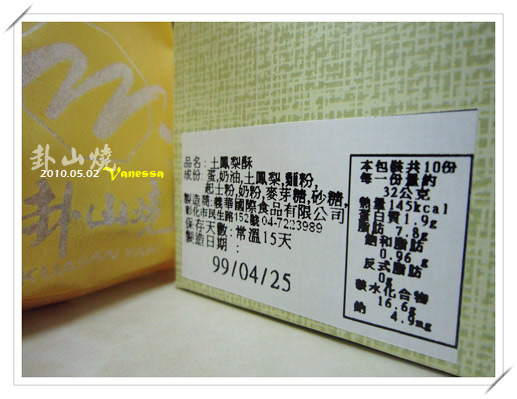 卦山燒
2010.05.02 Vanessa
卦山燒
品名：土鳳梨酥
成份：蛋,奶油,土鳳梨,麵粉,
起士粉,奶粉,麥芽糖,砂糖,
製造商:義華國際食品有限公司
彰化市民生路152號04-7223989
保存天數:常溫15天
製造日期：
99/04/25
本包裝共10份
每一份量約
32公克
熱量145kcal
蛋白質1.9g
脂肪 7.8g
飽和脂肪
0.96 g
反式脂肪
0g
碳水化合物
16.6g
鈉 4.9mg